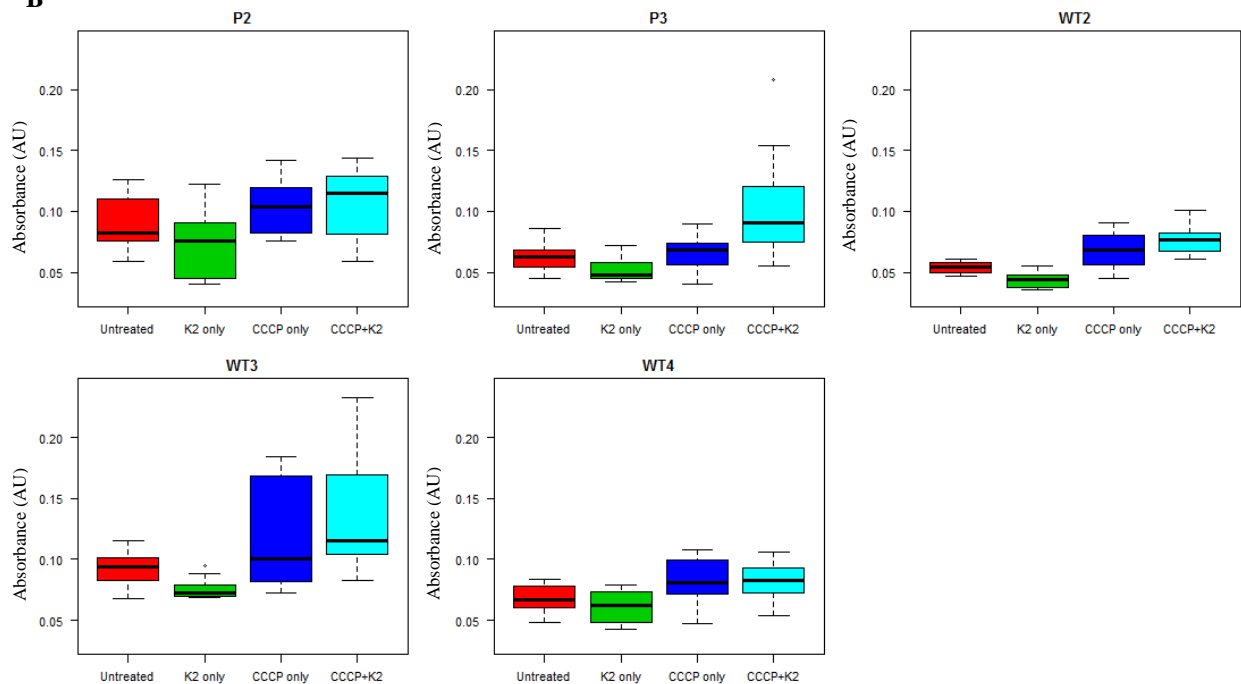 B
P2
P3
WT2
Absorbance (AU)
0.20
0.15
0.10
0.05
Untreated
K2 only
CCCP only
CCCP+K2
Absorbance (AU)
0.20
0.15
0.10
0.05
Untreated
K2 only
CCCP only
CCCP+K2
Absorbance (AU)
0.20
0.15
0.10
0.05
Untreated
K2 only
CCCP only
CCCP+K2
WT3
WT4
Absorbance (AU)
0.20
0.15
0.10
0.05
Untreated
K2 only
CCCP only
CCCP+K2
Absorbance (AU)
0.20
0.15
0.10
0.05
Untreated
K2 only
CCCP only
CCCP+K2